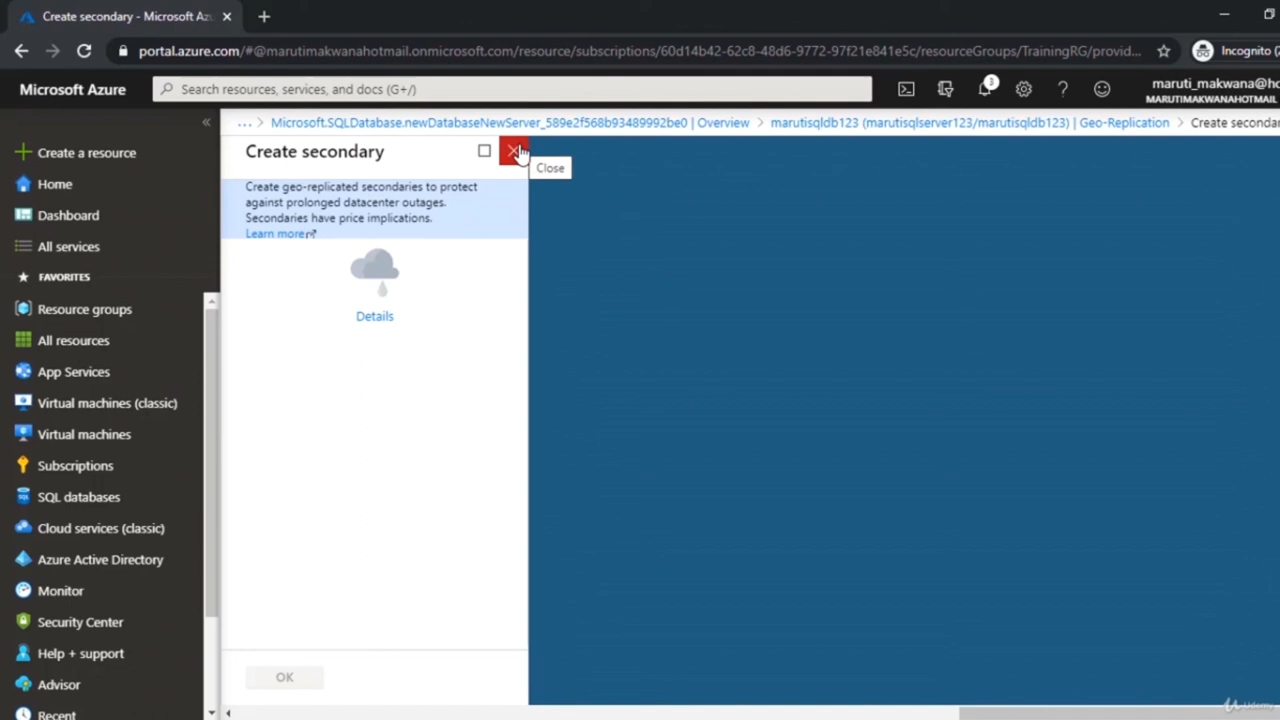 Create secondary - Microsoft Az
portal.azure.com/#@marutimakwanahotmail.onmicrosoft.com/resource/subscriptions/60d14b42-62c8-48d6-9772-97f21e841e5c/resourceGroups/TrainingRG/provid...
Incognito (2
Microsoft Azure
Search resources, services, and docs (G+/)
3
maruti_makwana@ho
MARUTIMAKWANAHOTMAIL
... > Microsoft.SQLDatabase.newDatabaseNewServer_589e2f568b93489992be0 | Overview > marutisqldb123 (marutisqlserver123/marutisqldb123) | Geo-Replication > Create secondar
Create secondary
Close
Create geo-replicated secondaries to protect
against prolonged datacenter outages.
Secondaries have price implications.
Learn more
Details
OK
Create a resource
Home
Dashboard
All services
FAVORITES
Resource groups
All resources
App Services
Virtual machines (classic)
Virtual machines
Subscriptions
SQL databases
Cloud services (classic)
Azure Active Directory
Monitor
Security Center
Help + support
Advisor
Recent
Udemy